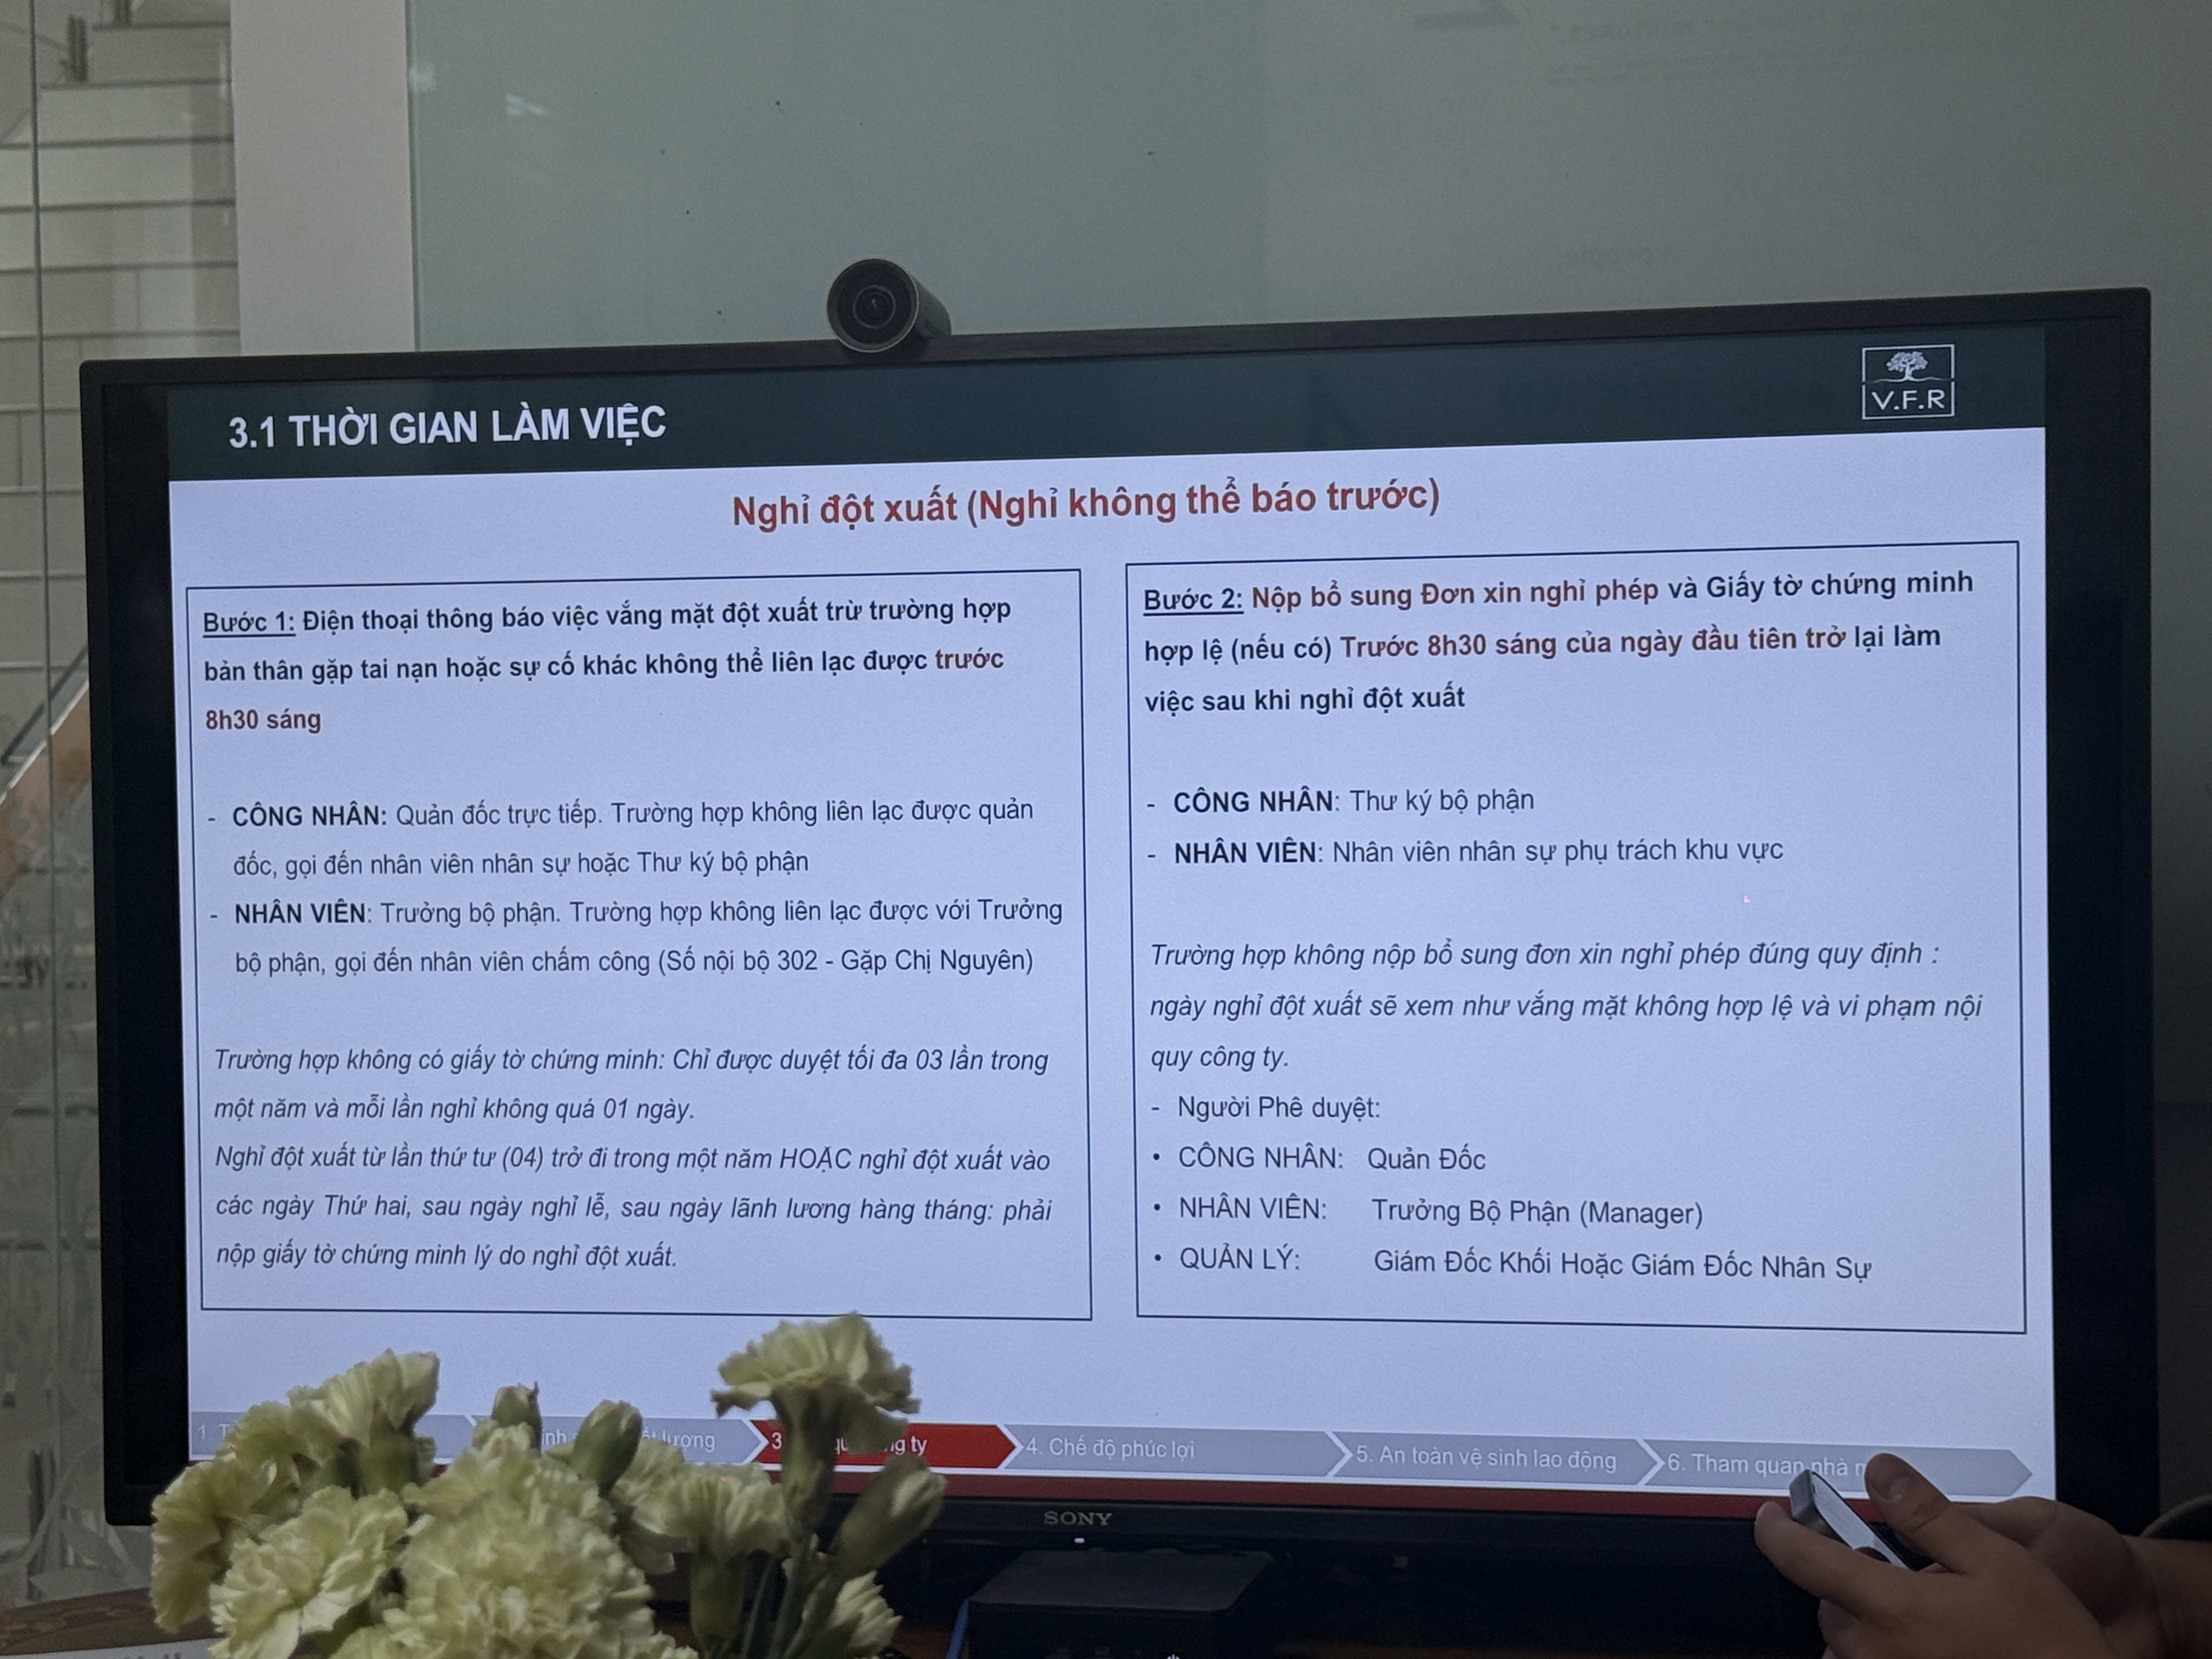 3.1 THỜI GIAN LÀM VIỆC
V.F.R
Nghỉ đột xuất (Nghỉ không thể báo trước)
Bước 1: Điện thoại thông báo việc vắng mặt đột xuất trừ trường hợp
bản thân gặp tai nạn hoặc sự cố khác không thể liên lạc được trước
8h30 sáng
- CÔNG NHÂN: Quản đốc trực tiếp. Trường hợp không liên lạc được quản
đốc, gọi đến nhân viên nhân sự hoặc Thư ký bộ phận
- NHÂN VIÊN: Trưởng bộ phận. Trường hợp không liên lạc được với Trưởng
bộ phận, gọi đến nhân viên chấm công (Số nội bộ 302 - Gặp Chị Nguyên)
Trường hợp không có giấy tờ chứng minh: Chỉ được duyệt tối đa 03 lần trong
một năm và mỗi lần nghỉ không quá 01 ngày.
Nghỉ đột xuất từ lần thứ tư (04) trở đi trong một năm HOẶC nghỉ đột xuất vào
các ngày Thứ hai, sau ngày nghỉ lễ, sau ngày lãnh lương hàng tháng: phải
nộp giấy tờ chứng minh lý do nghỉ đột xuất.
Bước 2: Nộp bổ sung Đơn xin nghỉ phép và Giấy tờ chứng minh
hợp lệ (nếu có) Trước 8h30 sáng của ngày đầu tiên trở lại làm
việc sau khi nghỉ đột xuất
- CÔNG NHÂN: Thư ký bộ phận
- NHÂN VIÊN: Nhân viên nhân sự phụ trách khu vực
Trường hợp không nộp bổ sung đơn xin nghỉ phép đúng quy định :
ngày nghỉ đột xuất sẽ xem như vắng mặt không hợp lệ và vi phạm nội
quy công ty.
- Người Phê duyệt:
• CÔNG NHÂN: Quản Đốc
• NHÂN VIÊN: Trưởng Bộ Phận (Manager)
• QUẢN LÝ: Giám Đốc Khối Hoặc Giám Đốc Nhân Sự
1.
lượng
3
ty
4. Chế độ phúc lợi
5. An toàn vệ sinh lao động
6. Tham quan nhà
SONY